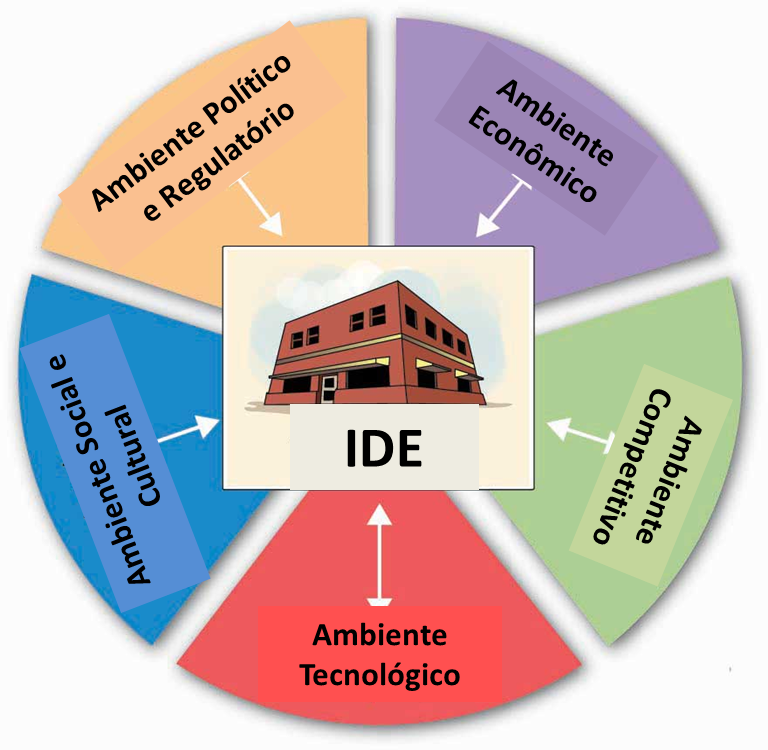 Ambiente Político
e Regulatório
Ambiente
Econômico
Ambiente Social e
Cultural
IDE
Ambiente
Competitivo
Ambiente
Tecnológico